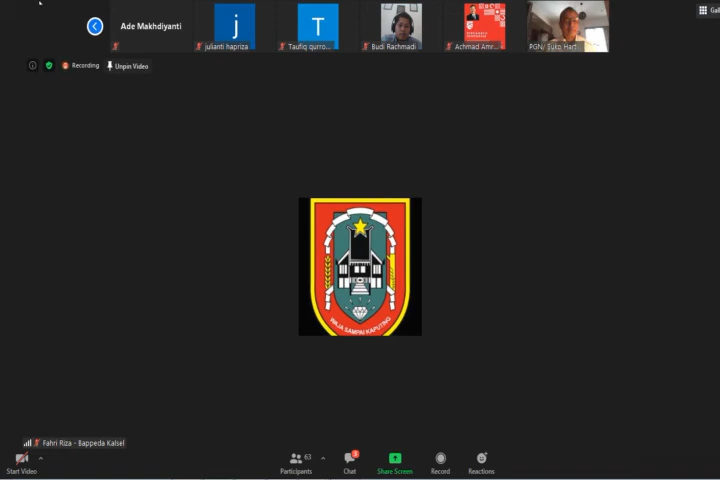 Ade Makhdiyanti
j
julianti hapriza
T
Taufiq qurro...
Budi Rachmadi
Achmad Amr...
PGN/ Suko Hart...
Gall
Recording
Unpin Video
WAJA SAMPAI KAPUTING
Fahri Riza - Bappeda Kalsel
Start Video
63
Participants
3
Chat
Share Screen
Record
Reactions